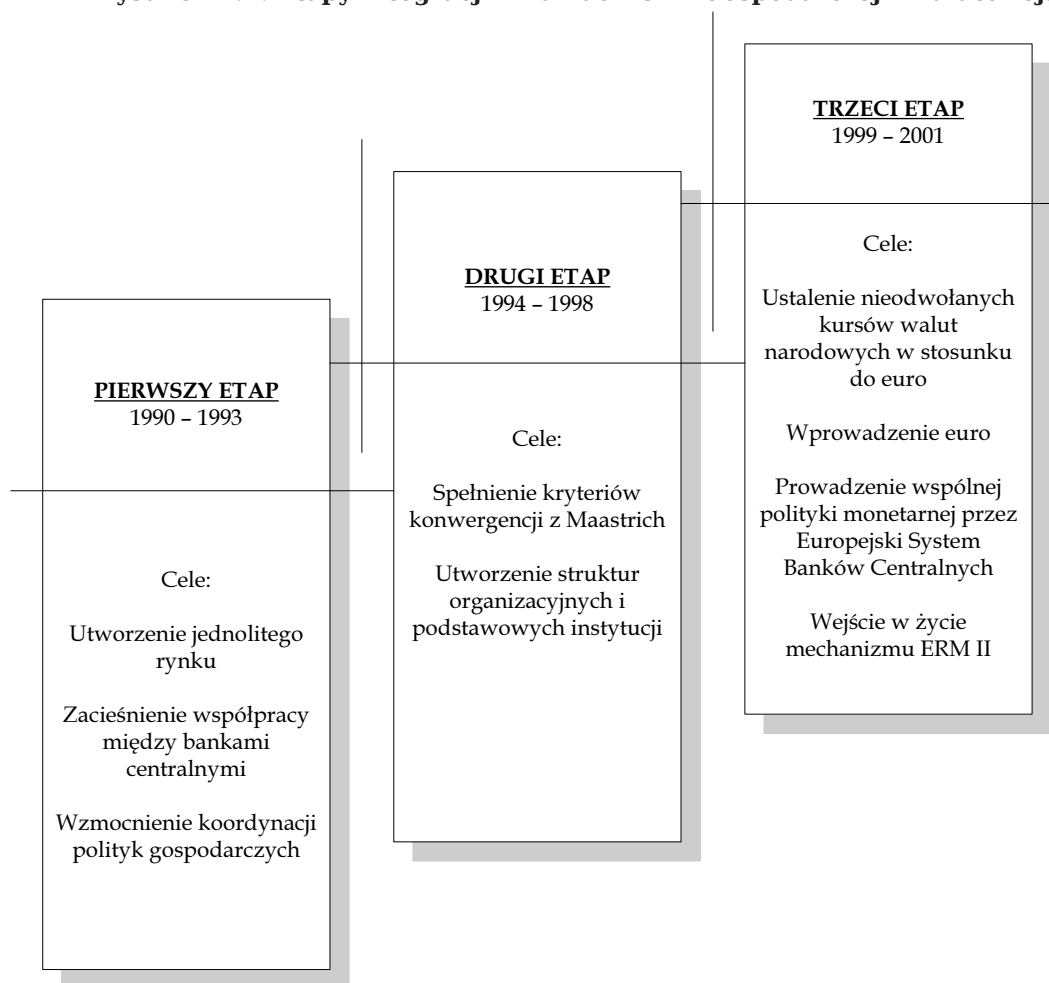 PIERWSZY ETAP
1990 – 1993
Cele:
Utworzenie jednolitego
rynku
Zacieśnienie współpracy
między bankami
centralnymi
Wzmocnienie koordynacji
polityk gospodarczych
DRUGI ETAP
1994 – 1998
Cele:
Spełnienie kryteriów
konwergencji z Maastrich
Utworzenie struktur
organizacyjnych i
podstawowych instytucji
TRZECI ETAP
1999 – 2001
Cele:
Ustalenie nieodwołanych
kursów walut
narodowych w stosunku
do euro
Wprowadzenie euro
Prowadzenie wspólnej
polityki monetarnej przez
Europejski System
Banków Centralnych
Wejście w życie
mechanizmu ERM II